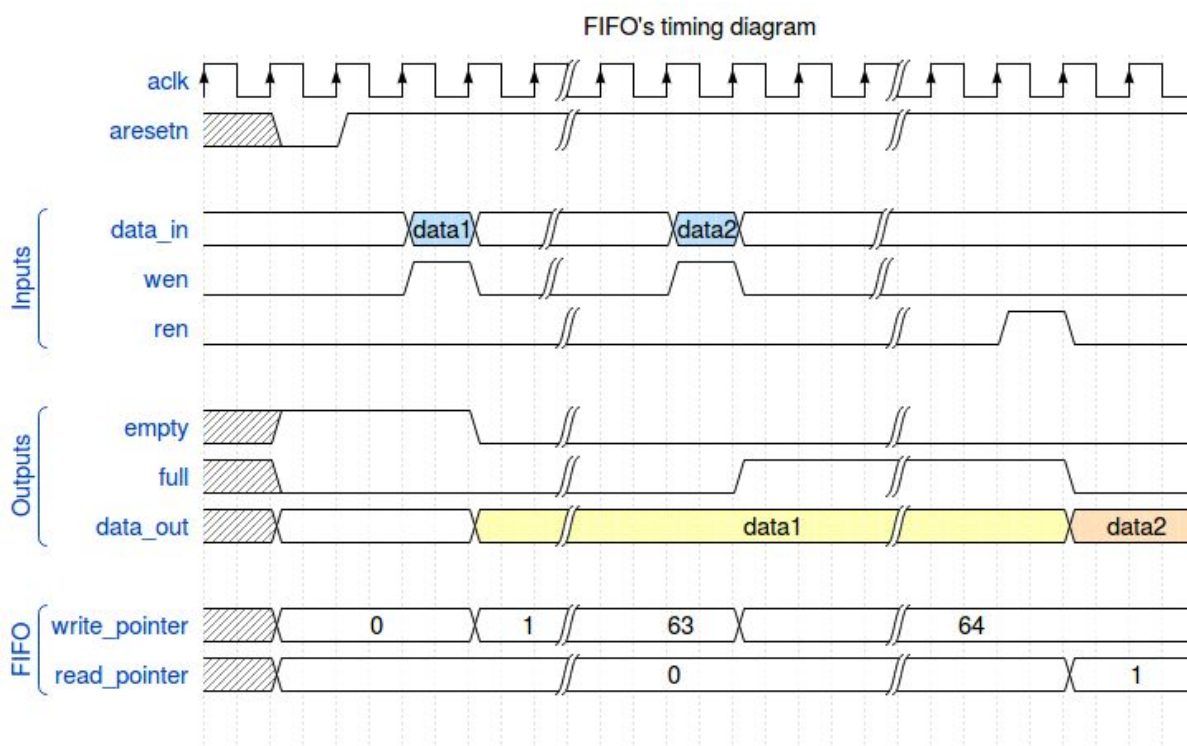 FIFO's timing diagram
aclk
aresetn
Inputs
data_in data1 data2
wen
ren
Outputs
empty
full
data_out data1 data2
FIFO
write_pointer 0 1 63 64
read_pointer 0 1